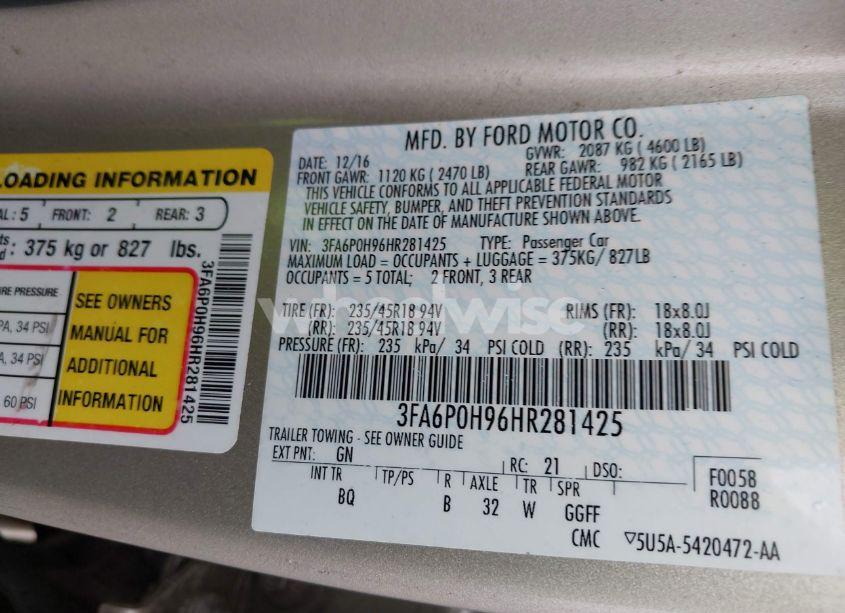 LOADING INFORMATION
AL: 5 FRONT: 2 REAR: 3
375 kg or 827 lbs.
RE PRESSURE
PA, 34 PSI
A, 34 PSI
, 60 PSI
SEE OWNERS
MANUAL FOR
ADDITIONAL
INFORMATION
3FA6P0H96HR281425
MFD. BY FORD MOTOR CO.
DATE: 12/16 GVWR: 2087 KG ( 4600 LB)
FRONT GAWR: 1120 KG ( 2470 LB) REAR GAWR: 982 KG ( 2165 LB)
THIS VEHICLE CONFORMS TO ALL APPLICABLE FEDERAL MOTOR
VEHICLE SAFETY, BUMPER, AND THEFT PREVENTION STANDARDS
IN EFFECT ON THE DATE OF MANUFACTURE SHOWN ABOVE.
VIN: 3FA6P0H96HR281425 TYPE: Passenger Car
MAXIMUM LOAD = OCCUPANTS + LUGGAGE = 375KG/ 827LB
OCCUPANTS = 5 TOTAL; 2 FRONT, 3 REAR
wheelwise
TIRE (FR): 235/45R18 94V RIMS (FR): 18x8.0J
(RR): 235/45R18 94V (RR): 18x8.0J
PRESSURE (FR): 235 kPa/ 34 PSI COLD (RR): 235 kPa/ 34 PSI COLD
3FA6P0H96HR281425
TRAILER TOWING - SEE OWNER GUIDE
EXT PNT: GN RC: 21 DSO: F0058
R0088
INT TR TP/PS R AXLE TR SPR
BQ B 32 W GGFF
CMC ▽5U5A-5420472-AA